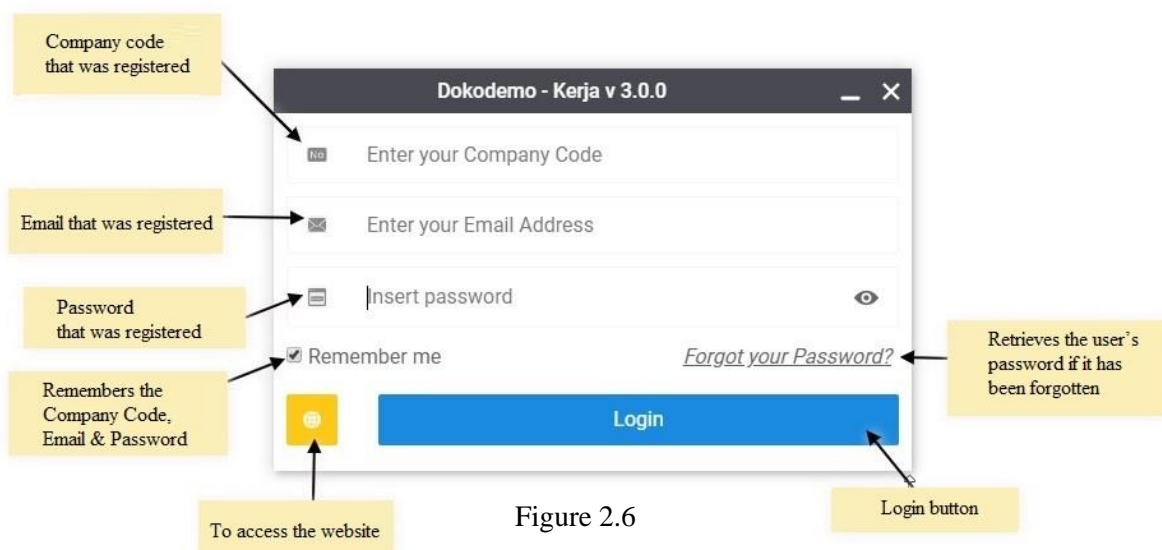 Company code
that was registered
Dokodemo - Kerja v 3.0.0
No
Enter your Company Code
Email that was registered
Enter your Email Address
Password
that was registered
Insert password
Remember me
Forgot your Password?
Retrieves the user’s
password if it has
been forgotten
Remembers the
Company Code,
Email & Password
Login
To access the website
Figure 2.6
Login button